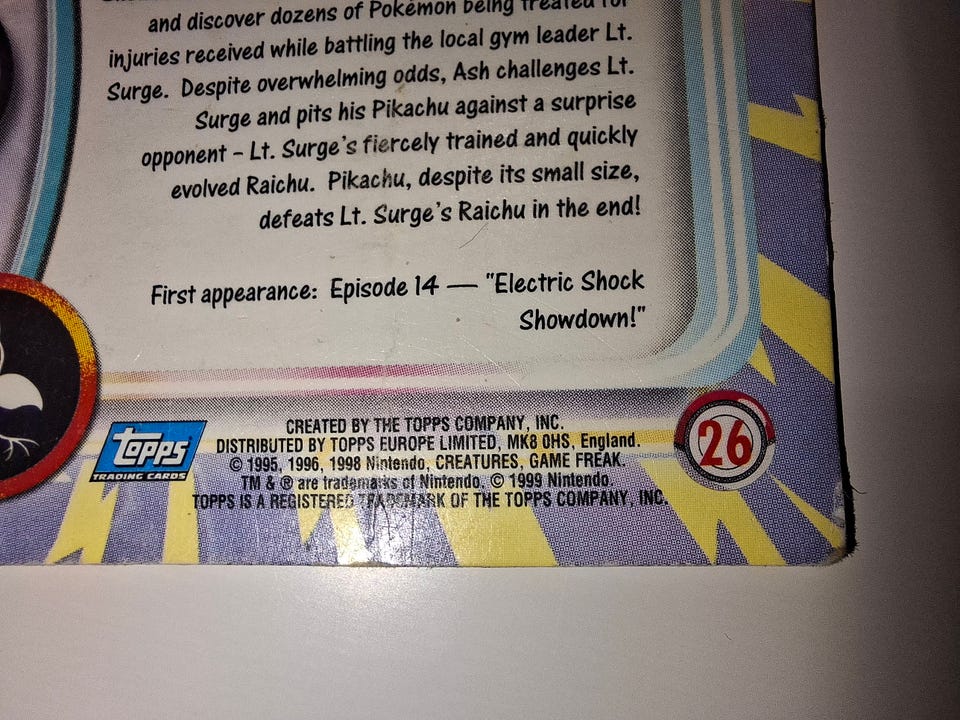 and discover dozens of Pokémon being treated for
injuries received while battling the local gym leader Lt.
Surge. Despite overwhelming odds, Ash challenges Lt.
Surge and pits his Pikachu against a surprise
opponent – Lt. Surge's fiercely trained and quickly
evolved Raichu. Pikachu, despite its small size,
defeats Lt. Surge's Raichu in the end!
First appearance: Episode 14 — "Electric Shock
Showdown!"
topps
TRADING CARDS
CREATED BY THE TOPPS COMPANY, INC.
DISTRIBUTED BY TOPPS EUROPE LIMITED, MK8 0HS, England.
© 1995, 1996, 1998 Nintendo, CREATURES, GAME FREAK.
TM & ® are trademarks of Nintendo, © 1999 Nintendo.
TOPPS IS A REGISTERED TRADEMARK OF THE TOPPS COMPANY, INC.
26